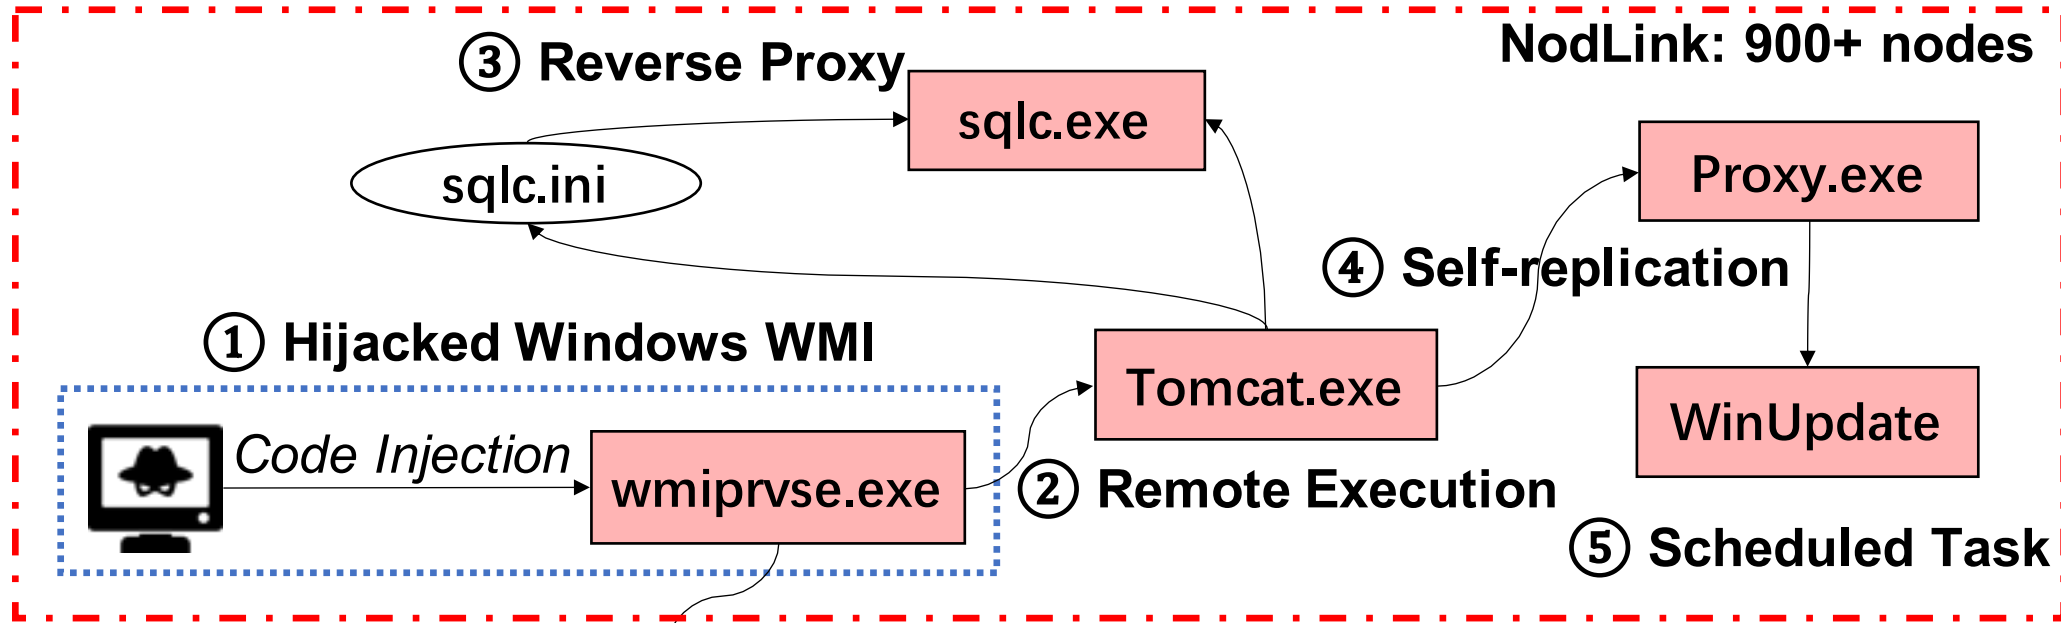 NodLink: 900+ nodes
③ Reverse Proxy
sqlc.exe
Proxy.exe
sqlc.ini
④ Self-replication
① Hijacked Windows WMI
Tomcat.exe
WinUpdate
Code Injection
wmiprvse.exe
② Remote Execution
⑤ Scheduled Task